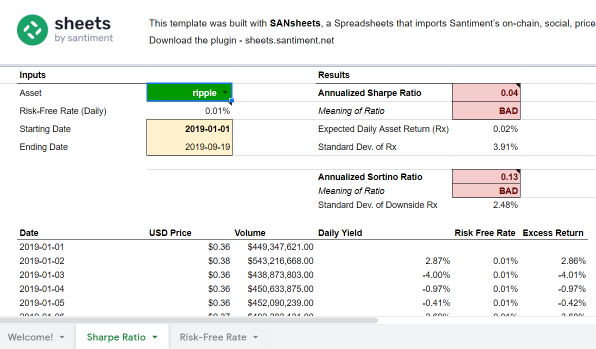 sheets
by santiment
This template was built with SANsheets, a Spreadsheets that imports Santiment's on-chain, social, price
Download the plugin - sheets.santiment.net
Inputs Results
Asset ripple Annualized Sharpe Ratio 0.04
Risk-Free Rate (Daily) 0.01% Meaning of Ratio BAD
Starting Date 2019-01-01 Expected Daily Asset Return (Rx) 0.02%
Ending Date 2019-09-19 Standard Dev. of Rx 3.91%
Annualized Sortino Ratio 0.13
Meaning of Ratio BAD
Standard Dev. of Downside Rx 2.48%
Date USD Price Volume Daily Yield Risk Free Rate Excess Return
2019-01-01 $0.36 $449,347,621.00
2019-01-02 $0.38 $543,216,668.00 2.87% 0.01% 2.86%
2019-01-03 $0.36 $438,873,803.00 -4.00% 0.01% -4.01%
2019-01-04 $0.36 $450,633,875.00 -0.97% 0.01% -0.97%
2019-01-05 $0.36 $452,090,239.00 -0.41% 0.01% -0.42%
Welcome! Sharpe Ratio Risk-Free Rate